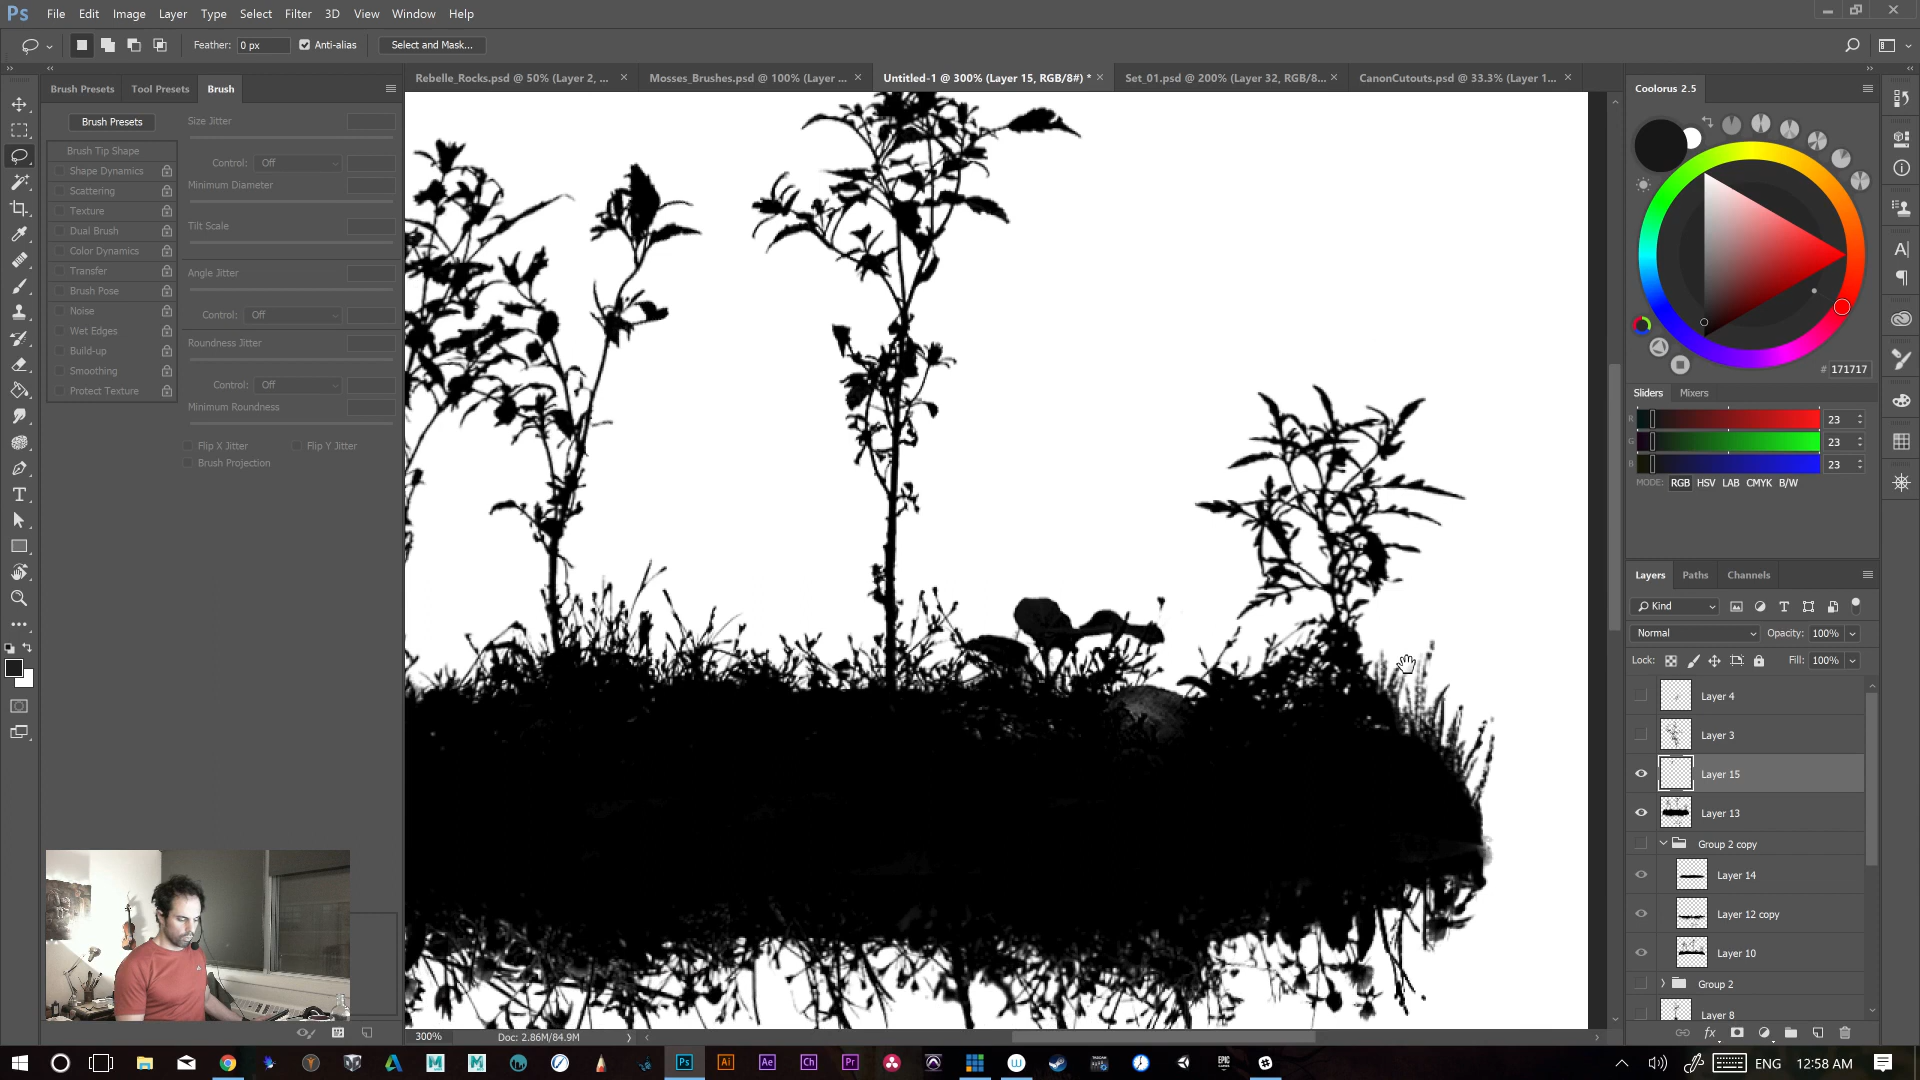 Ps File Edit Image Layer Type Select Filter 3D View Window Help
Feather: 0 px Anti-alias Select and Mask...
Rebelle_Rocks.psd @ 50% (Layer 2, ...
Mosses_Brushes.psd @ 100% (Layer ...
Untitled-1 @ 300% (Layer 15, RGB/8#) *
Set_01.psd @ 200% (Layer 32, RGB/8...
CanonCutouts.psd @ 33.3% (Layer 1...
Brush Presets Tool Presets Brush
Brush Presets
Brush Tip Shape
Shape Dynamics
Scattering
Texture
Dual Brush
Color Dynamics
Transfer
Brush Pose
Noise
Wet Edges
Build-up
Smoothing
Protect Texture
Size Jitter
Control: Off
Minimum Diameter
Tilt Scale
Angle Jitter
Control: Off
Roundness Jitter
Control: Off
Minimum Roundness
Flip X Jitter Flip Y Jitter
Brush Projection
Coolorus 2.5
# 171717
Sliders Mixers
R 23
G 23
B 23
MODE: RGB HSV LAB CMYK B/W
Layers Paths Channels
Kind
Normal Opacity: 100%
Lock: Fill: 100%
Layer 4
Layer 3
Layer 15
Layer 13
Group 2 copy
Layer 14
Layer 12 copy
Layer 10
Group 2
Layer 8
300% Doc: 2.86M/84.9M
Ps Ai Ae Ch Pr
ENG 12:58 AM